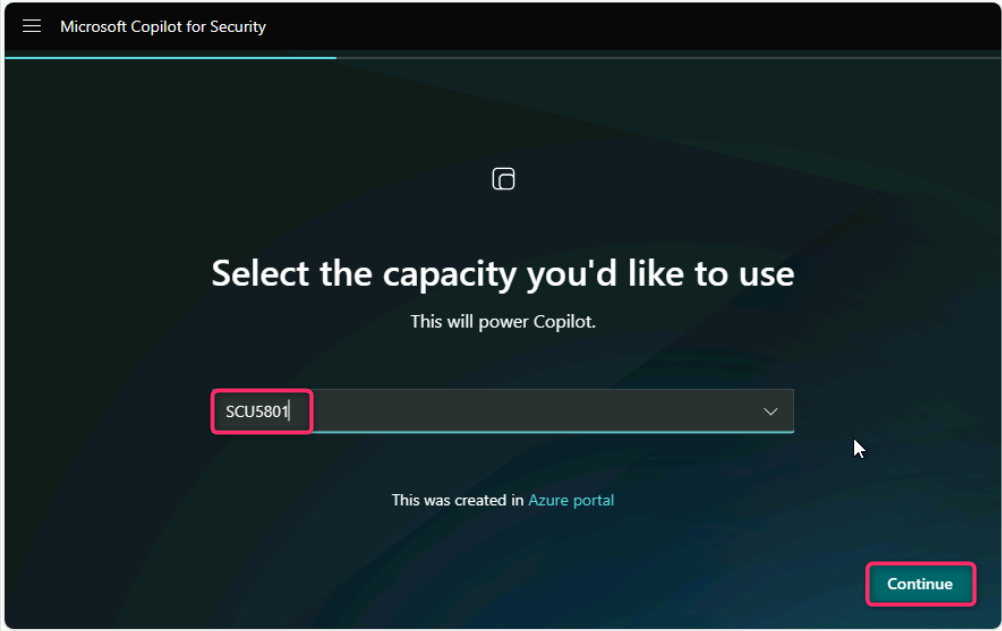 Microsoft Copilot for Security
Select the capacity you'd like to use
This will power Copilot.
SCU5801
This was created in Azure portal
Continue